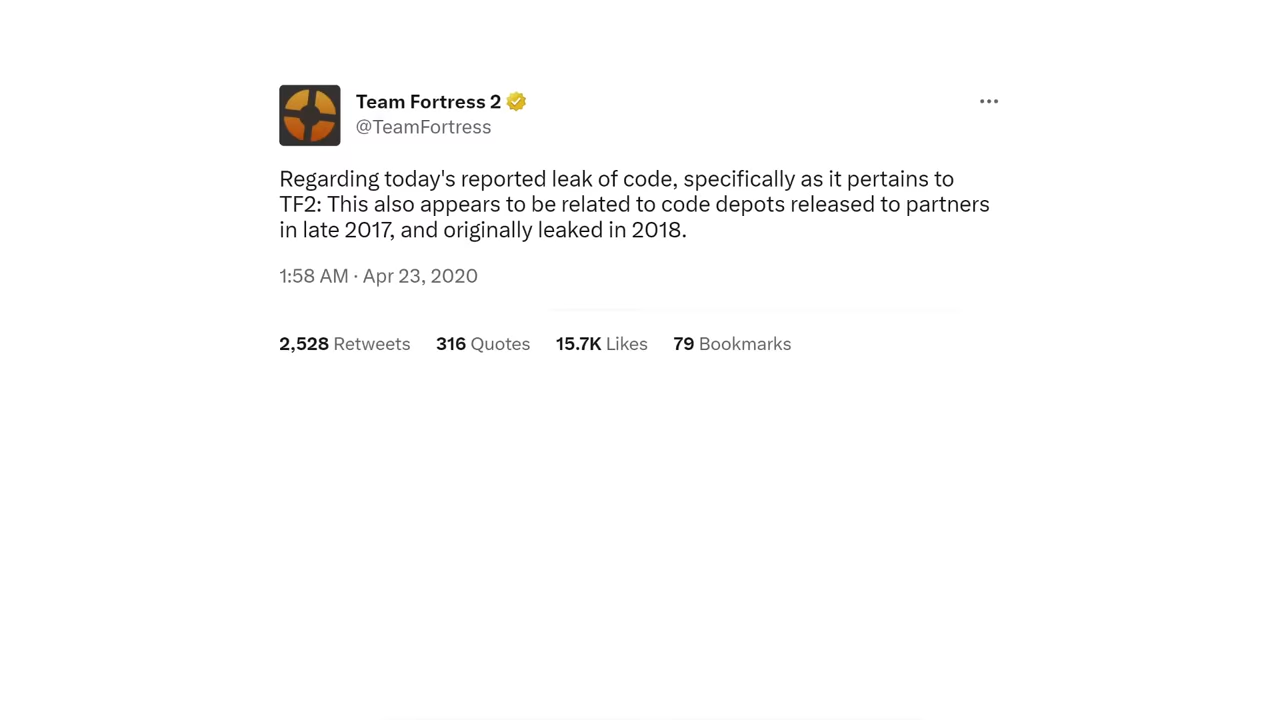 Team Fortress 2
@TeamFortress
Regarding today's reported leak of code, specifically as it pertains to
TF2: This also appears to be related to code depots released to partners
in late 2017, and originally leaked in 2018.
1:58 AM · Apr 23, 2020
2,528 Retweets 316 Quotes 15.7K Likes 79 Bookmarks